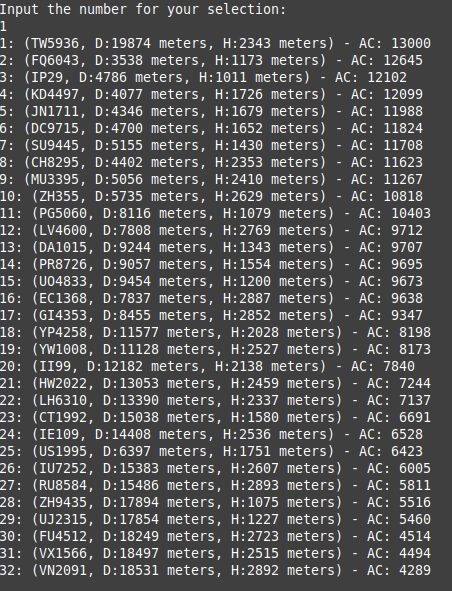 Input the number for your selection:
1
1: (TW5936, D:19874 meters, H:2343 meters) - AC: 13000
2: (FQ6043, D:3538 meters, H:1173 meters) - AC: 12645
3: (IP29, D:4786 meters, H:1011 meters) - AC: 12102
4: (KD4497, D:4077 meters, H:1726 meters) - AC: 12099
5: (JN1711, D:4346 meters, H:1679 meters) - AC: 11988
6: (DC9715, D:4700 meters, H:1652 meters) - AC: 11824
7: (SU9445, D:5155 meters, H:1430 meters) - AC: 11708
8: (CH8295, D:4402 meters, H:2353 meters) - AC: 11623
9: (MU3395, D:5056 meters, H:2410 meters) - AC: 11267
10: (ZH355, D:5735 meters, H:2629 meters) - AC: 10818
11: (PG5060, D:8116 meters, H:1079 meters) - AC: 10403
12: (LV4600, D:7808 meters, H:2769 meters) - AC: 9712
13: (DA1015, D:9244 meters, H:1343 meters) - AC: 9707
14: (PR8726, D:9057 meters, H:1554 meters) - AC: 9695
15: (UO4833, D:9454 meters, H:1200 meters) - AC: 9673
16: (EC1368, D:7837 meters, H:2887 meters) - AC: 9638
17: (GI4353, D:8455 meters, H:2852 meters) - AC: 9347
18: (YP4258, D:11577 meters, H:2028 meters) - AC: 8198
19: (YW1008, D:11128 meters, H:2527 meters) - AC: 8173
20: (II99, D:12182 meters, H:2138 meters) - AC: 7840
21: (HW2022, D:13053 meters, H:2459 meters) - AC: 7244
22: (LH6310, D:13390 meters, H:2337 meters) - AC: 7137
23: (CT1992, D:15038 meters, H:1580 meters) - AC: 6691
24: (IE109, D:14408 meters, H:2536 meters) - AC: 6528
25: (US1995, D:6397 meters, H:1751 meters) - AC: 6423
26: (IU7252, D:15383 meters, H:2607 meters) - AC: 6005
27: (RU8584, D:15486 meters, H:2893 meters) - AC: 5811
28: (ZH9435, D:17894 meters, H:1075 meters) - AC: 5516
29: (UJ2315, D:17854 meters, H:1227 meters) - AC: 5460
30: (FU4512, D:18249 meters, H:2723 meters) - AC: 4514
31: (VX1566, D:18497 meters, H:2515 meters) - AC: 4494
32: (VN2091, D:18531 meters, H:2892 meters) - AC: 4289